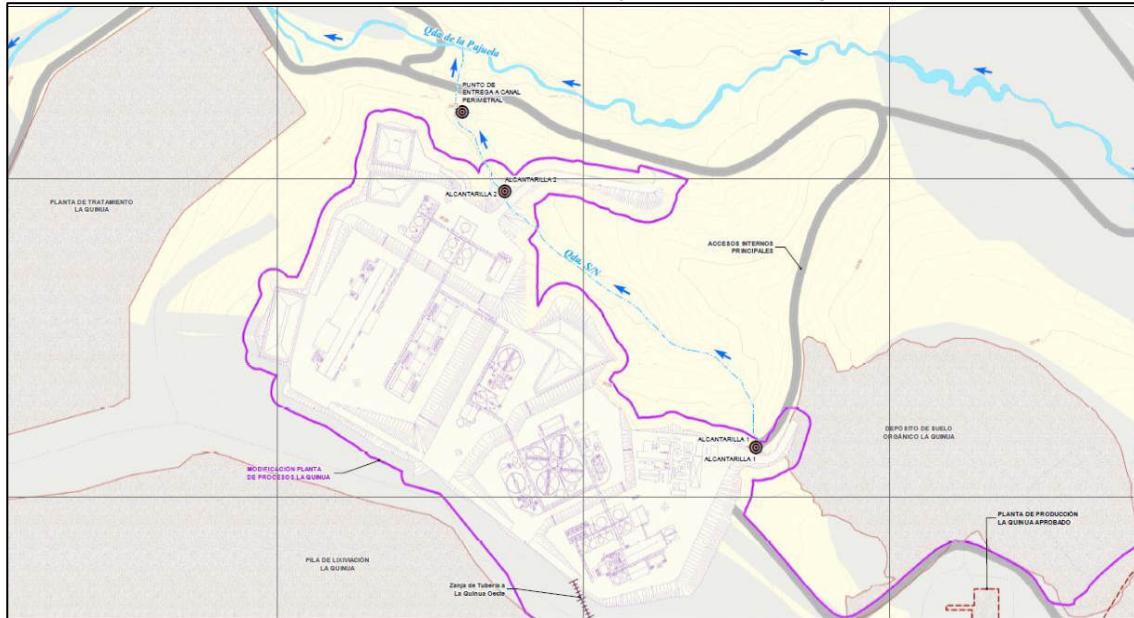 Qda de la Pajuela
PUNTO DE
ENTREGA A CANAL
PERIMETRAL
ALCANTARILLA 2
ALCANTARILLA 2
PLANTA DE TRATAMIENTO
LA QUINUA
ACCESOS INTERNOS
PRINCIPALES
Qda. S/N
ALCANTARILLA 1
ALCANTARILLA 1
DEPÓSITO DE SUELO
ORGÁNICO LA QUINUA
MODIFICACIÓN PLANTA
DE PROCESOS LA QUINUA
PLANTA DE PRODUCCIÓN
LA QUINUA APROBADO
PILA DE LIXIVIACIÓN
LA QUINUA
Zanja de Tubería a
La Quinua Oeste